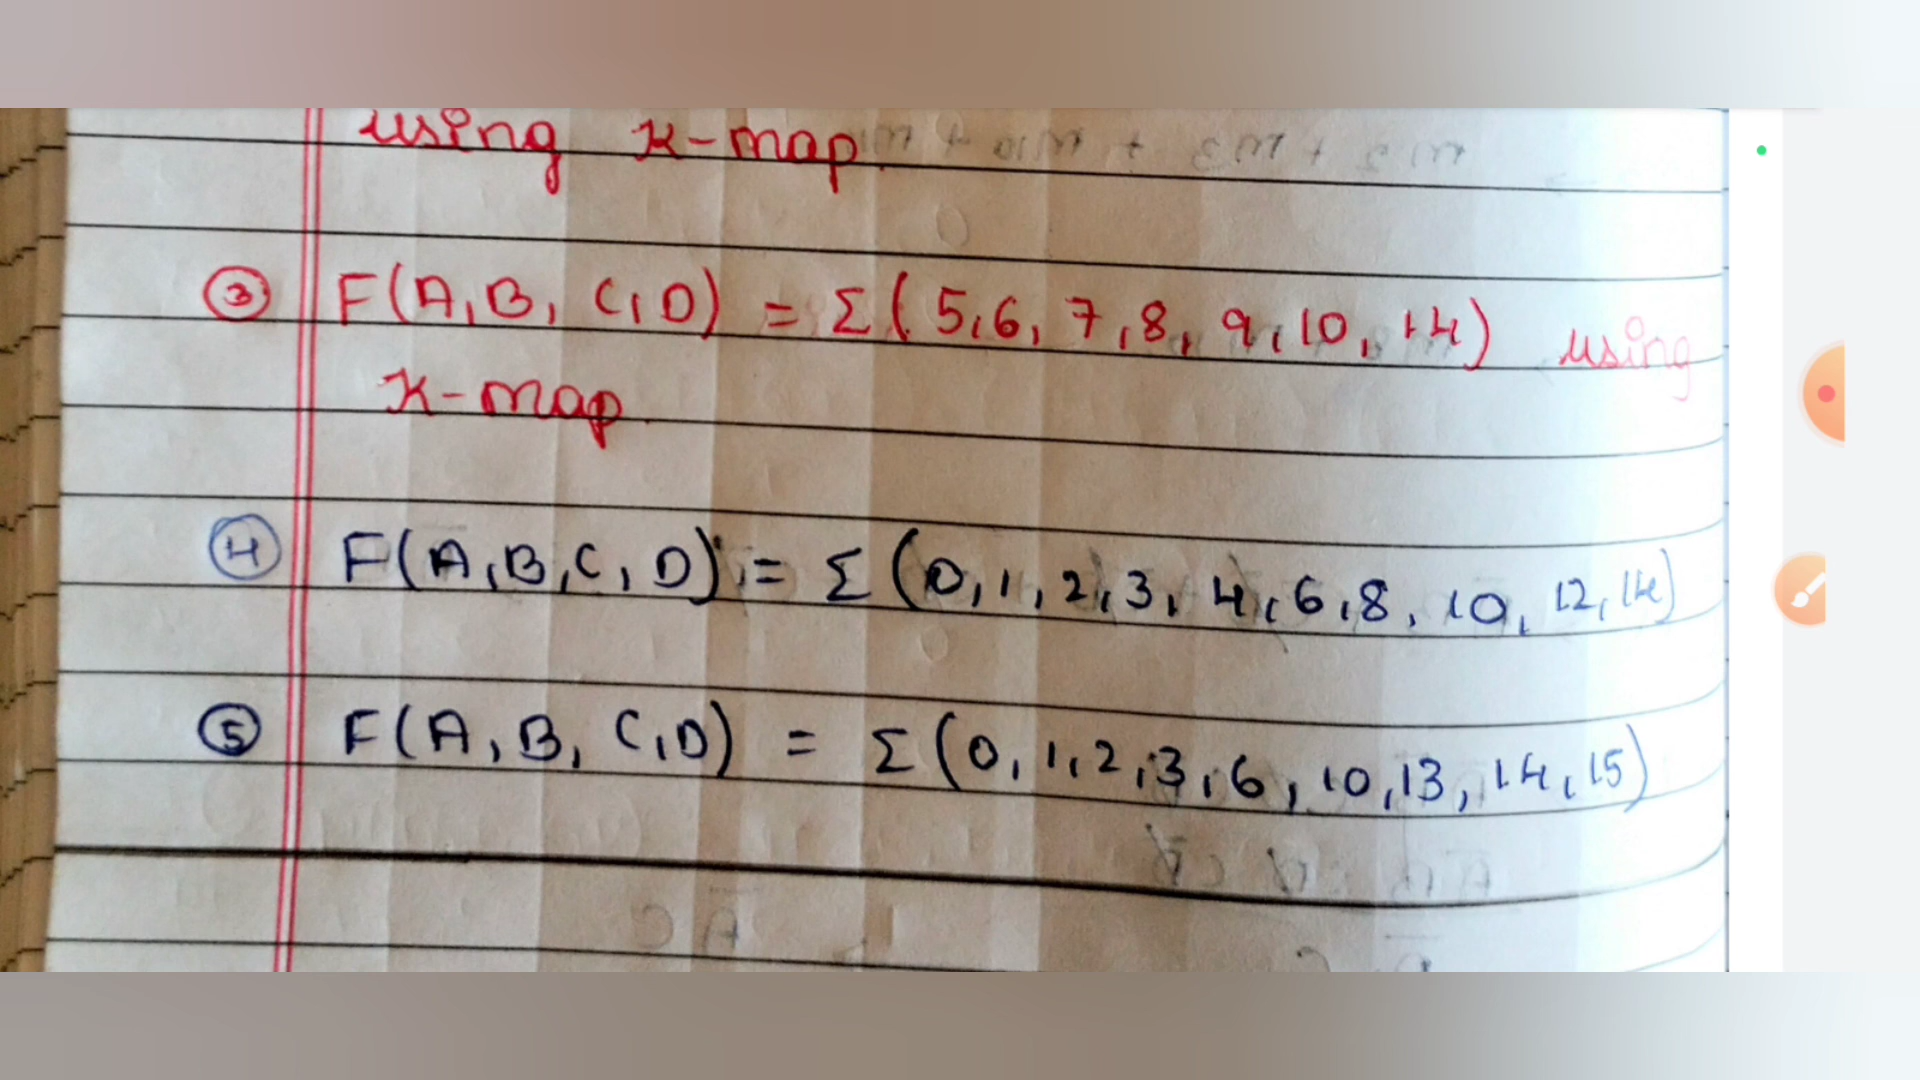 using K-map.
③ F(A,B, C,D) = Σ( 5,6, 7,8, 9,10, 14) using
K-map.
④ F(A,B,C,D) = Σ (0,1,2,3, 4,6,8, 10, 12,14)
⑤ F(A,B, C,D) = Σ (0,1,2,3,6,10,13,14,15)